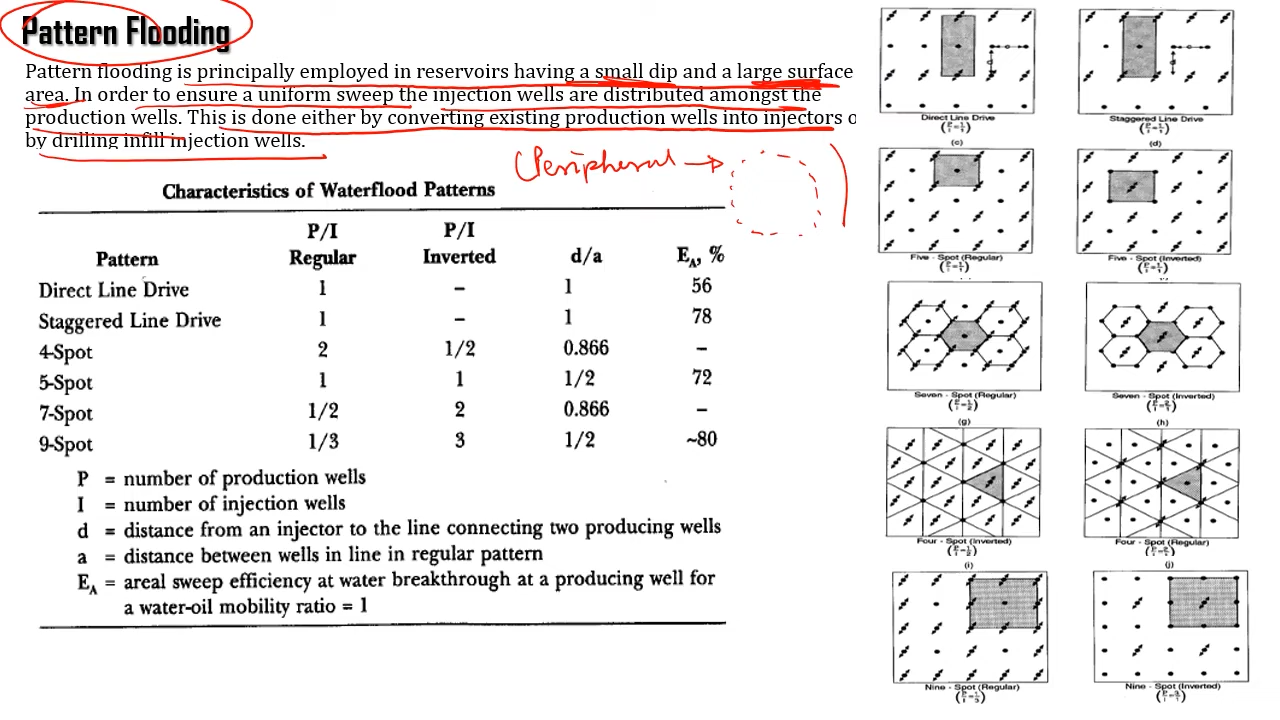 Pattern Flooding
Pattern flooding is principally employed in reservoirs having a small dip and a large surface
area. In order to ensure a uniform sweep the injection wells are distributed amongst the
production wells. This is done either by converting existing production wells into injectors o
by drilling infill injection wells.
Peripheral →
Characteristics of Waterflood Patterns
P/I P/I
Pattern Regular Inverted d/a E_A, %
Direct Line Drive 1 – 1 56
Staggered Line Drive 1 – 1 78
4-Spot 2 1/2 0.866 –
5-Spot 1 1 1/2 72
7-Spot 1/2 2 0.866 –
9-Spot 1/3 3 1/2 ~80
P = number of production wells
I = number of injection wells
d = distance from an injector to the line connecting two producing wells
a = distance between wells in line in regular pattern
E_A = areal sweep efficiency at water breakthrough at a producing well for
a water-oil mobility ratio = 1
Direct Line Drive
(c)
Staggered Line Drive
(d)
Five - Spot (Regular)
Five - Spot (Inverted)
Seven - Spot (Regular)
(g)
Seven - Spot (Inverted)
(h)
Four - Spot (Inverted)
(i)
Four - Spot (Regular)
(j)
Nine - Spot (Regular)
Nine - Spot (Inverted)